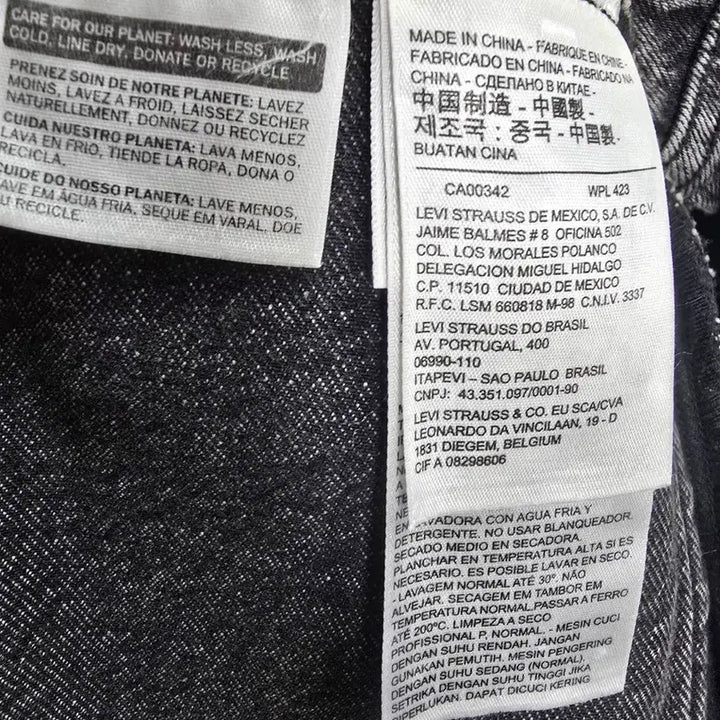 CARE FOR OUR PLANET: WASH LESS, WASH
COLD, LINE DRY, DONATE OR RECYCLE
PRENEZ SOIN DE NOTRE PLANETE: LAVEZ
MOINS, LAVEZ A FROID, LAISSEZ SECHER
NATURELLEMENT, DONNEZ OU RECYCLEZ
CUIDA NUESTRO PLANETA: LAVA MENOS,
LAVA EN FRIO, TIENDE LA ROPA, DONA O
RECICLA.
CUIDE DO NOSSO PLANETA: LAVE MENOS,
LAVE EM ÁGUA FRIA, SEQUE EM VARAL, DOE
OU RECICLE.
MADE IN CHINA - FABRIQUE EN CHINE -
FABRICADO EN CHINA - FABRICADO NA
CHINA - СДЕЛАНО В КИТАЕ -
中国制造 - 中國製 -
제조국 : 중국 - 中国製 -
BUATAN CINA
CA00342 WPL 423
LEVI STRAUSS DE MEXICO, S.A. DE C.V.
JAIME BALMES # 8 OFICINA 502
COL. LOS MORALES POLANCO
DELEGACION MIGUEL HIDALGO
C.P. 11510 CIUDAD DE MEXICO
R.F.C. LSM 660818 M-98 C.N.I.V. 3337
LEVI STRAUSS DO BRASIL
AV. PORTUGAL, 400
06990-110
ITAPEVI – SAO PAULO BRASIL
CNPJ: 43.351.097/0001-90
LEVI STRAUSS & CO. EU SCA/CVA
LEONARDO DA VINCILAAN, 19 - D
1831 DIEGEM, BELGIUM
CIF A 08298606
EN LAVADORA CON AGUA FRIA Y
DETERGENTE. NO USAR BLANQUEADOR.
SECADO MEDIO EN SECADORA.
PLANCHAR EN TEMPERATURA ALTA SI ES
NECESARIO. ES POSIBLE LAVAR EN SECO.
- LAVAGEM NORMAL ATÉ 30º. NÃO
ALVEJAR. SECAGEM EM TAMBOR EM
TEMPERATURA NORMAL.PASSAR A FERRO
ATÉ 200ºC. LIMPEZA A SECO
PROFISSIONAL P, NORMAL. - MESIN CUCI
DENGAN SUHU RENDAH. JANGAN
GUNAKAN PEMUTIH. MESIN PENGERING
DENGAN SUHU SEDANG (NORMAL).
SETRIKA DENGAN SUHU TINGGI JIKA
DIPERLUKAN. DAPAT DICUCI KERING